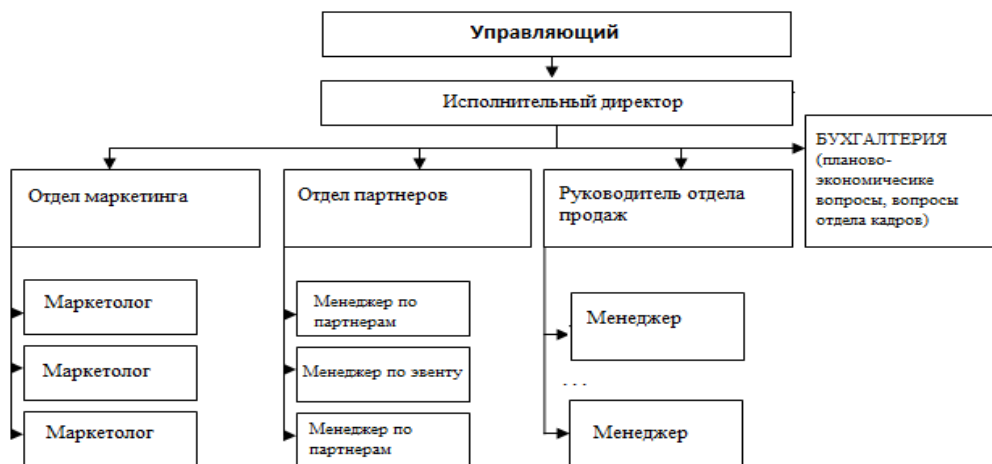 Управляющий
Исполнительный директор
БУХГАЛТЕРИЯ
(планово-
экономичесике
вопросы, вопросы
отдела кадров)
Отдел маркетинга
Отдел партнеров
Руководитель отдела
продаж
Маркетолог
Маркетолог
Маркетолог
Менеджер по
партнерам
Менеджер по эвенту
Менеджер по
партнерам
Менеджер
...
Менеджер